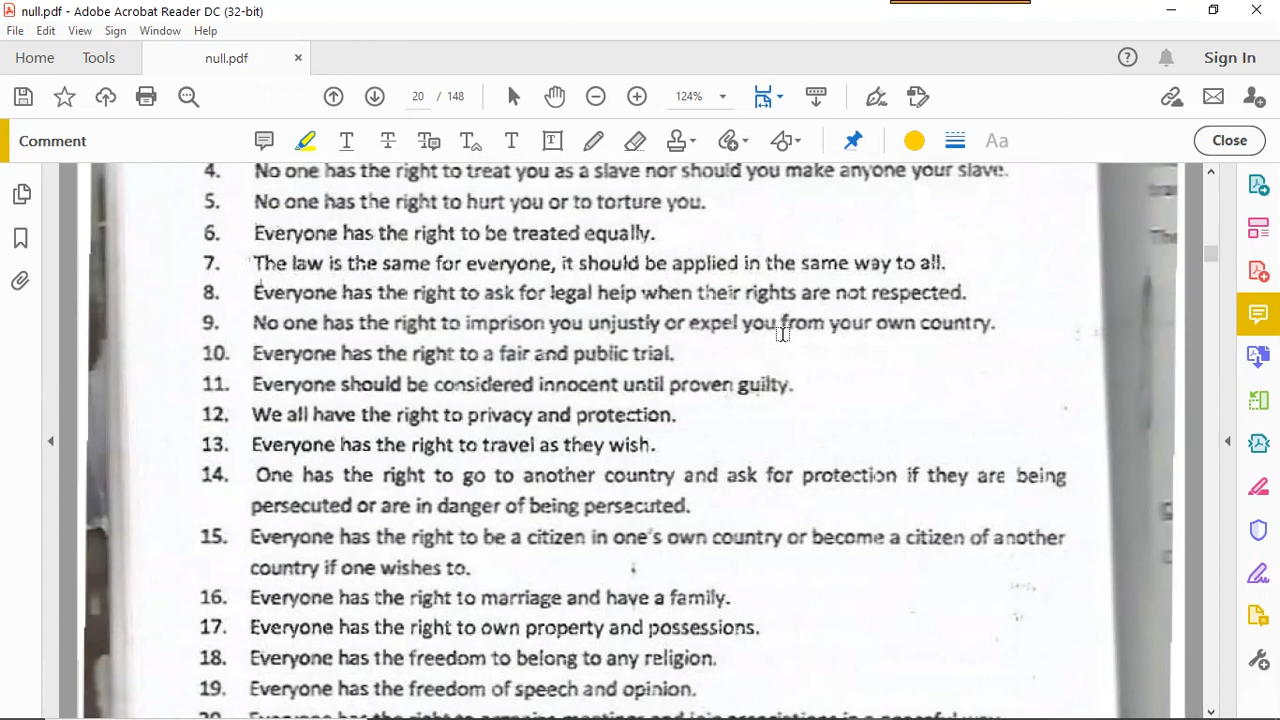 null.pdf - Adobe Acrobat Reader DC (32-bit)
File Edit View Sign Window Help
Home Tools null.pdf Sign In
20 / 148 124%
Comment Close
4. No one has the right to treat you as a slave nor should you make anyone your slave.
5. No one has the right to hurt you or to torture you.
6. Everyone has the right to be treated equally.
7. The law is the same for everyone, it should be applied in the same way to all.
8. Everyone has the right to ask for legal help when their rights are not respected.
9. No one has the right to imprison you unjustly or expel you from your own country.
10. Everyone has the right to a fair and public trial.
11. Everyone should be considered innocent until proven guilty.
12. We all have the right to privacy and protection.
13. Everyone has the right to travel as they wish.
14. One has the right to go to another country and ask for protection if they are being
persecuted or are in danger of being persecuted.
15. Everyone has the right to be a citizen in one's own country or become a citizen of another
country if one wishes to.
16. Everyone has the right to marriage and have a family.
17. Everyone has the right to own property and possessions.
18. Everyone has the freedom to belong to any religion.
19. Everyone has the freedom of speech and opinion.